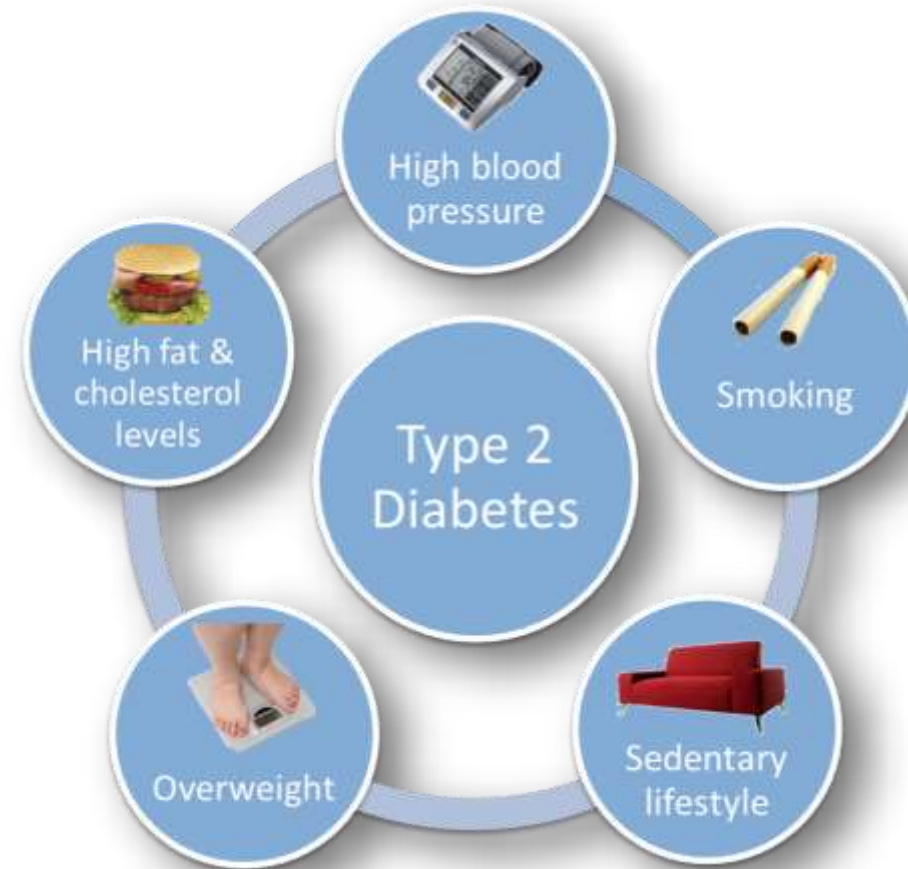 High blood
pressure
Smoking
Sedentary
lifestyle
Overweight
High fat &
cholesterol
levels
Type 2
Diabetes